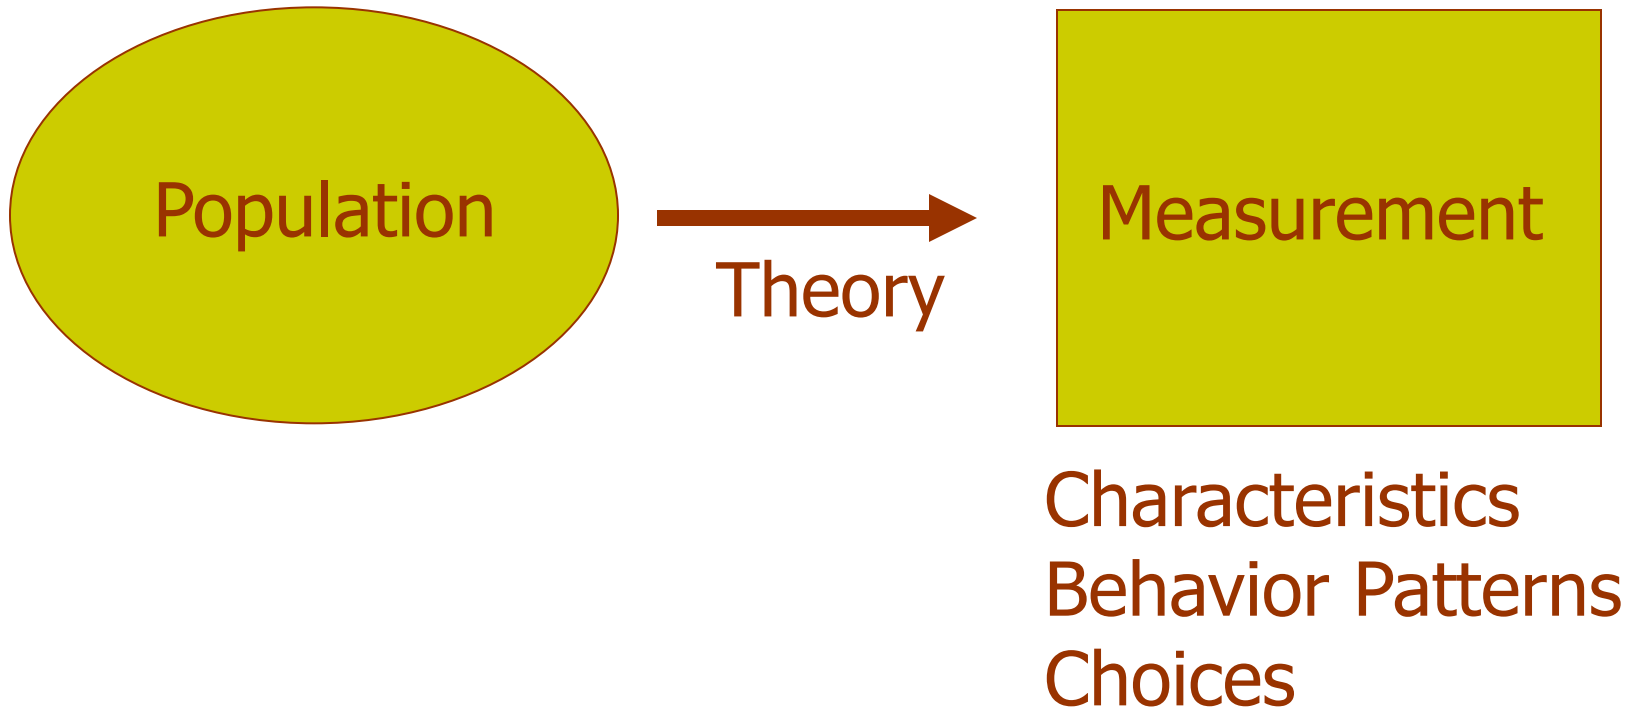 Population
Theory
Measurement
Characteristics
Behavior Patterns
Choices